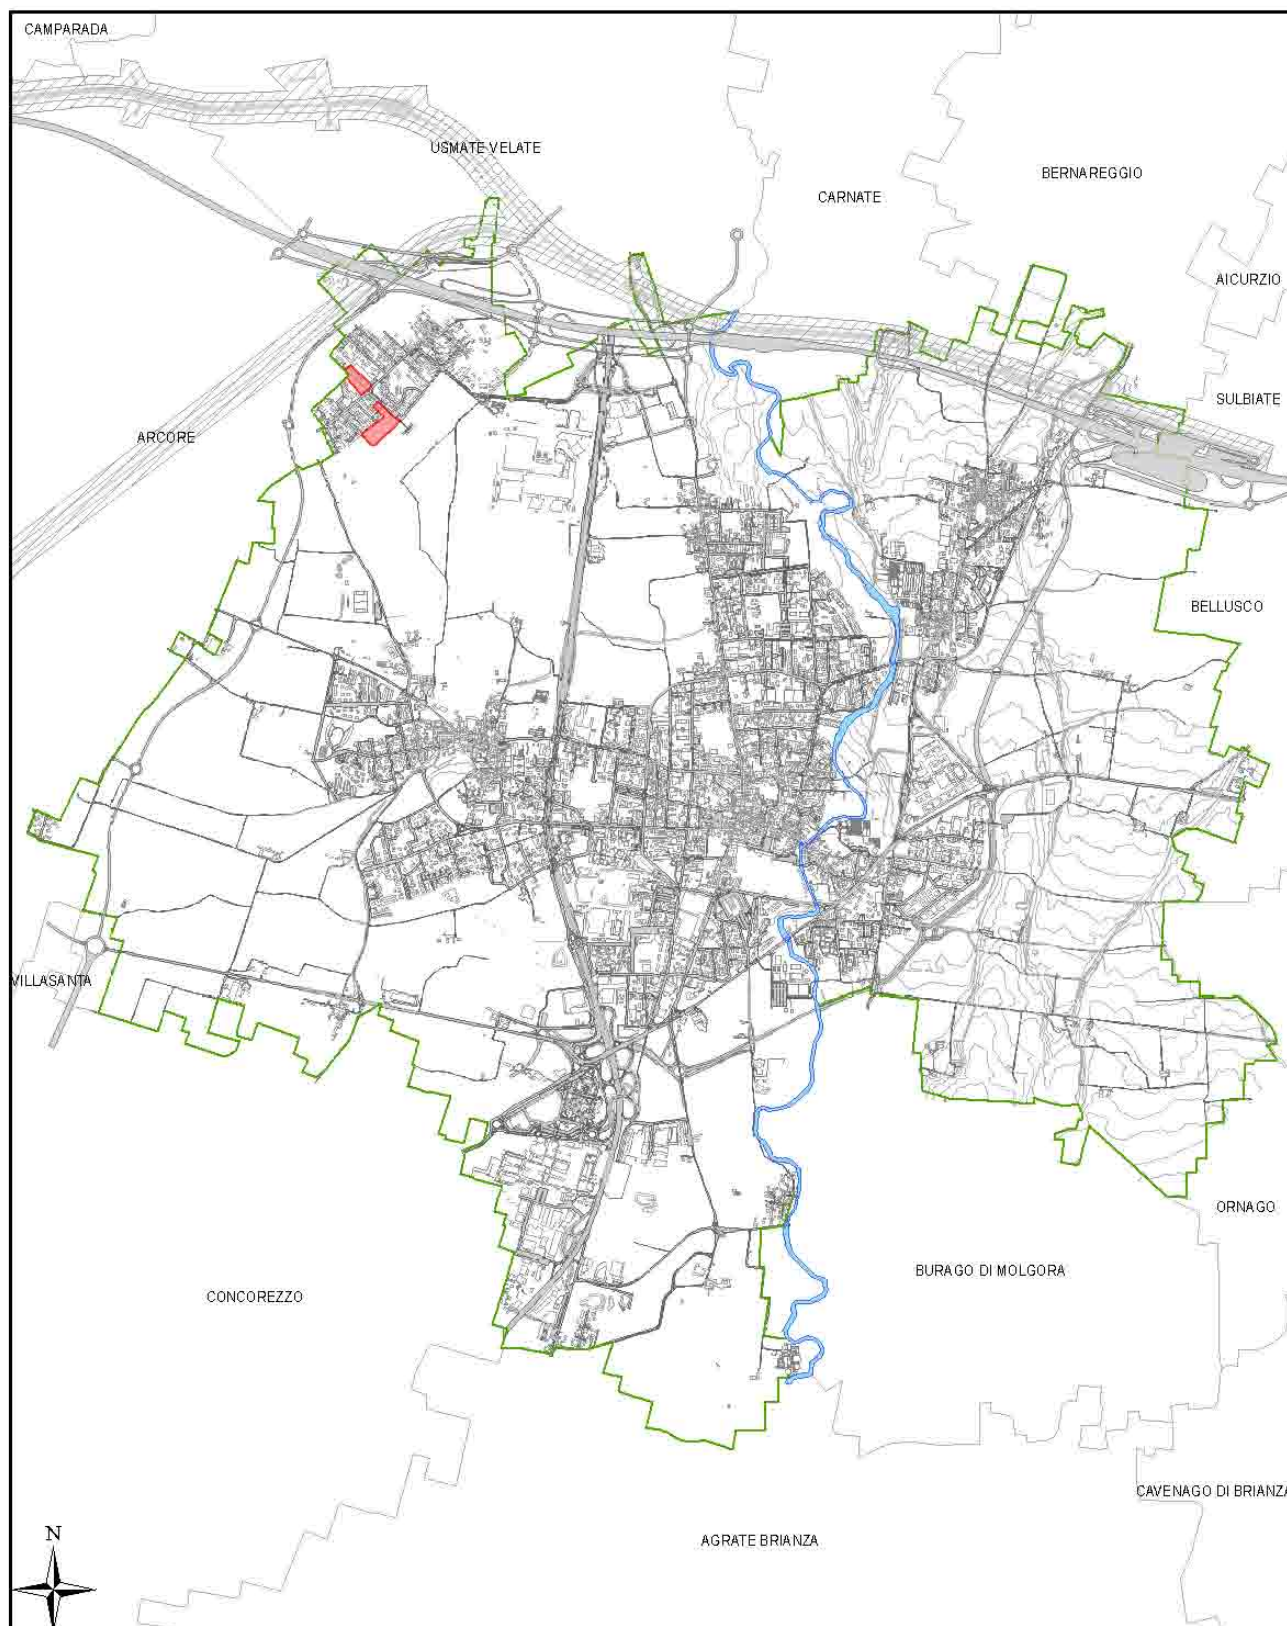 CAMPARADA
USMATE VELATE
BERNAREGGIO
CARNATE
AICURZIO
SULBIATE
ARCORE
BELLUSCO
VILLASANTA
ORNAGO
BURAGO DI MOLGORA
CONCOREZZO
CAVENAGO DI BRIANZA
N
AGRATE BRIANZA